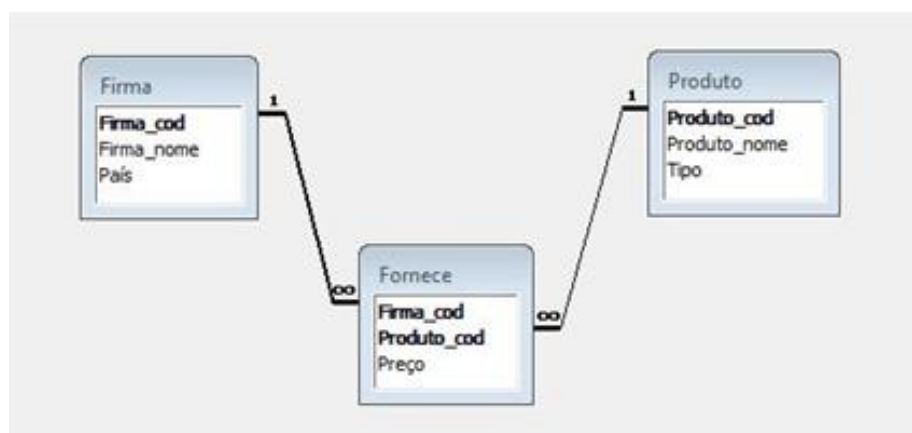 Firma
1
Firma_cod
Firma_nome
País
Produto
1
Produto_cod
Produto_nome
Tipo
Fornece
∞
Firma_cod
Produto_cod
Preço
∞